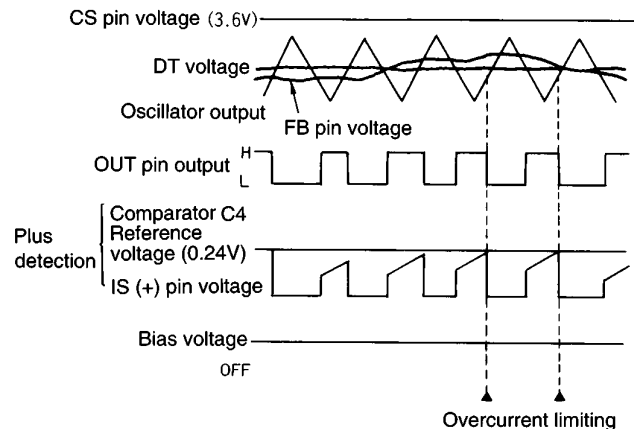 CS pin voltage (3.6V)
DT voltage
Oscillator output
FB pin voltage
OUT pin output
H
L
Plus
detection
Comparator C4
Reference
voltage (0.24V)
IS (+) pin voltage
Bias voltage
OFF
Overcurrent limiting